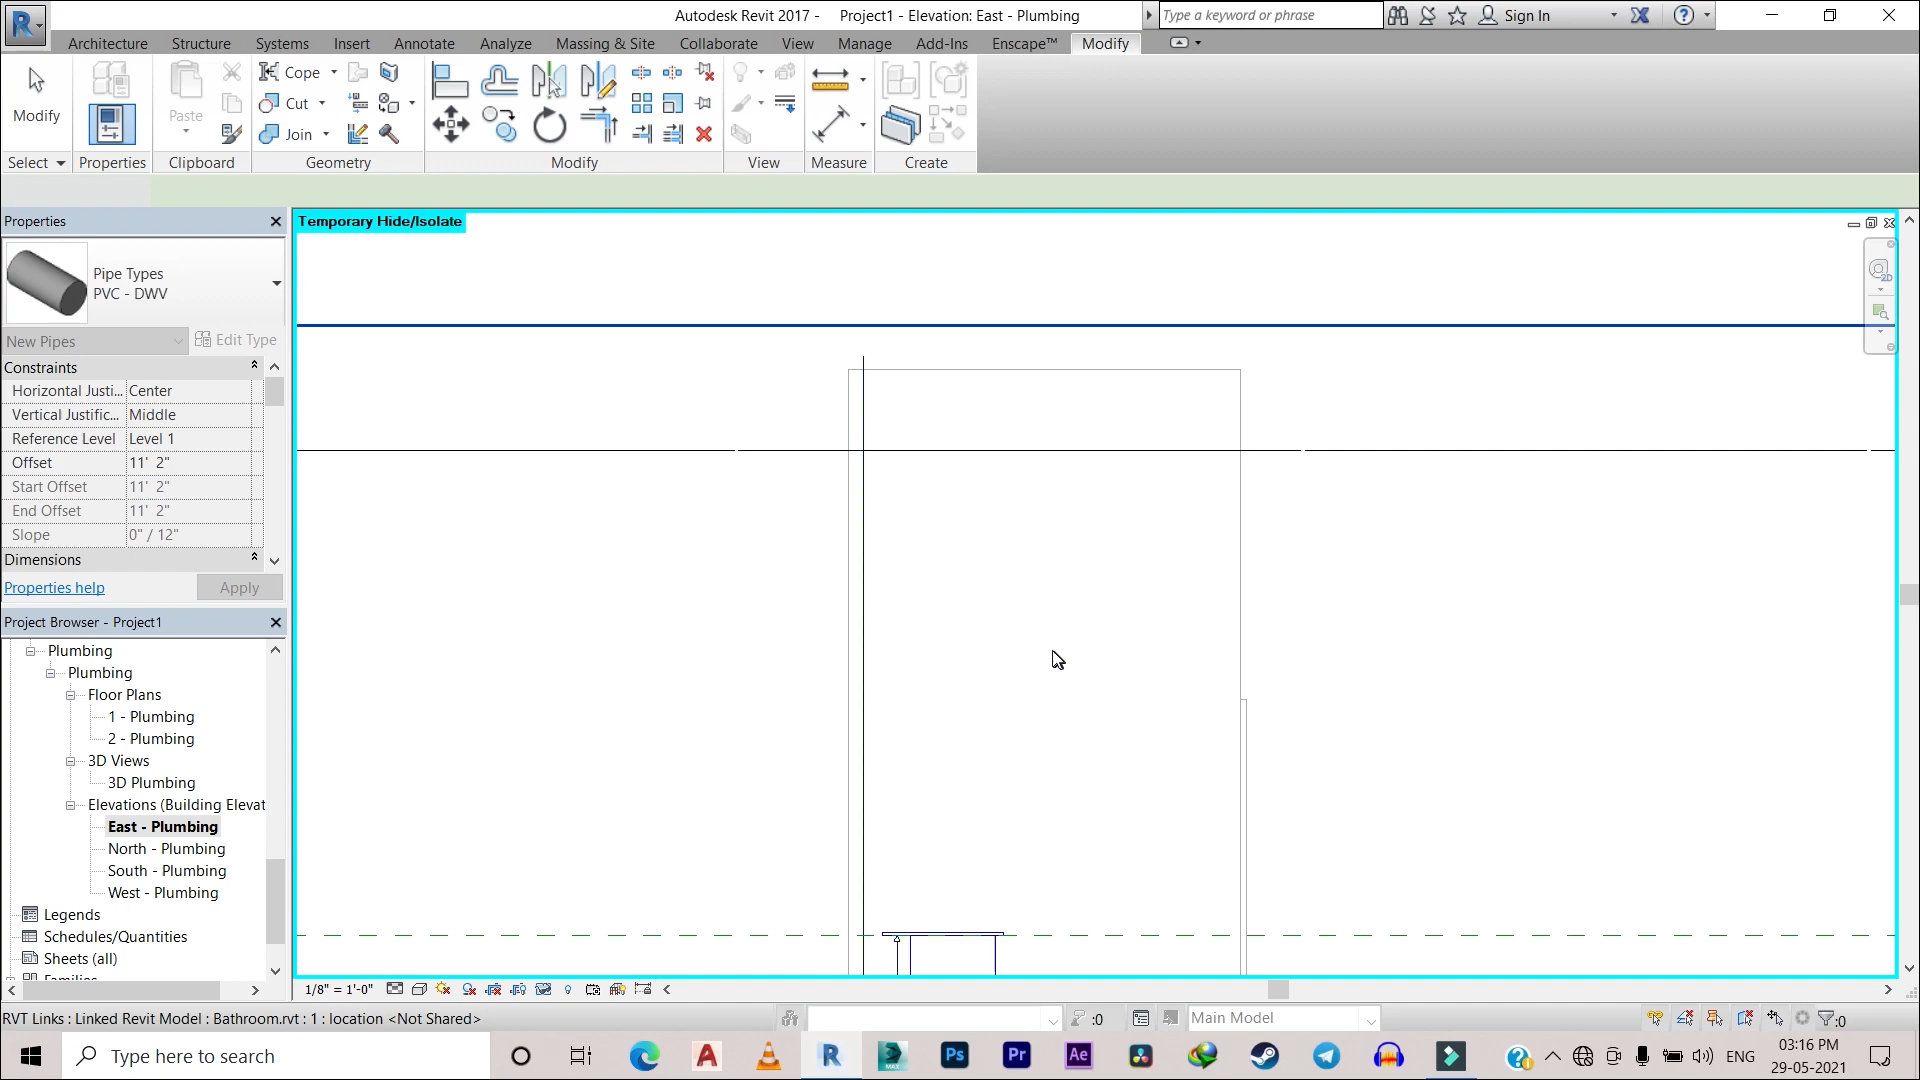 Autodesk Revit 2017 - Project1 - Elevation: East - Plumbing
Type a keyword or phrase
Sign In
Architecture Structure Systems Insert Annotate Analyze Massing & Site Collaborate View Manage Add-Ins Enscape™ Modify
Modify
Paste
Cope
Cut
Join
Select Properties Clipboard Geometry Modify View Measure Create
Properties
Pipe Types
PVC - DWV
New Pipes Edit Type
Constraints
Horizontal Justi... Center
Vertical Justific... Middle
Reference Level Level 1
Offset 11' 2"
Start Offset 11' 2"
End Offset 11' 2"
Slope 0" / 12"
Dimensions
Properties help Apply
Project Browser - Project1
Plumbing
Plumbing
Floor Plans
1 - Plumbing
2 - Plumbing
3D Views
3D Plumbing
Elevations (Building Elevat
East - Plumbing
North - Plumbing
South - Plumbing
West - Plumbing
Legends
Schedules/Quantities
Sheets (all)
Families
Temporary Hide/Isolate
2D
1/8" = 1'-0"
RVT Links : Linked Revit Model : Bathroom.rvt : 1 : location <Not Shared>
:0
Main Model
:0
Type here to search
MAX
Ps
Pr
Ae
ENG
03:16 PM
29-05-2021